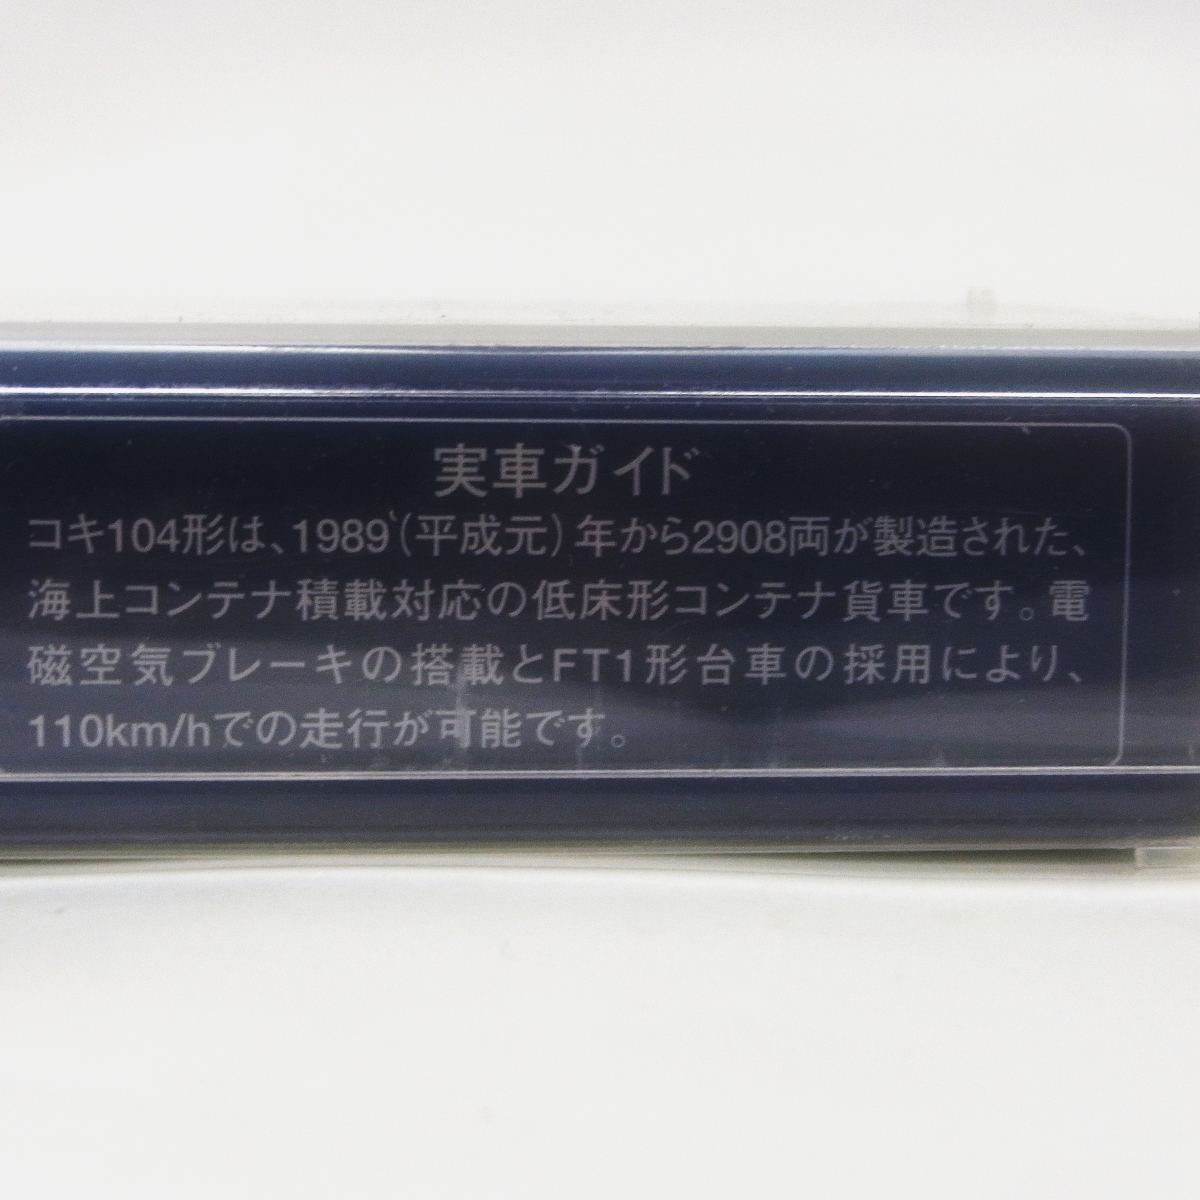 実車ガイド
コキ104形は、1989（平成元）年から2908両が製造された、
海上コンテナ積載対応の低床形コンテナ貨車です。電
磁空気ブレーキの搭載とFT1形台車の採用により、
110km/hでの走行が可能です。